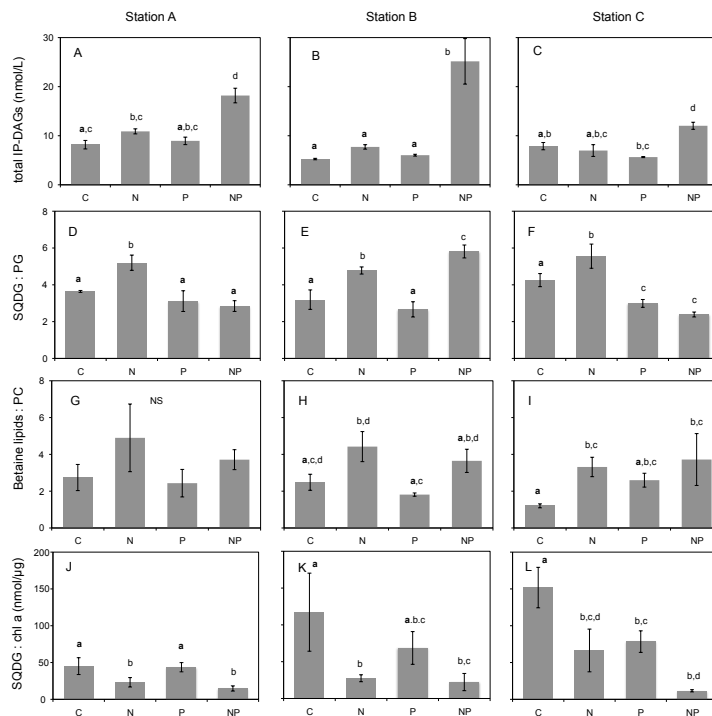 Station A
Station B
Station C
total IP-DAGs (nmol/L)
30
20
10
0
A
a,c
b,c
a,b,c
d
C
N
P
NP
B
a
a
a
b
C
N
P
NP
C
a,b
a,b,c
b,c
d
C
N
P
NP
SQDG : PG
8
6
4
2
0
D
a
b
a
a
C
N
P
NP
E
a
b
a
c
C
N
P
NP
F
a
b
c
c
C
N
P
NP
Betaine lipids : PC
8
6
4
2
0
G
NS
C
N
P
NP
H
a,c,d
b,d
a,c
a,b,d
C
N
P
NP
I
a
b,c
a,b,c
b,c
C
N
P
NP
SQDG : chl a (nmol/µg)
200
150
100
50
0
J
a
b
a
b
C
N
P
NP
K
a
b
a.b.c
b,c
C
N
P
NP
L
a
b,c,d
b,c
b,d
C
N
P
NP